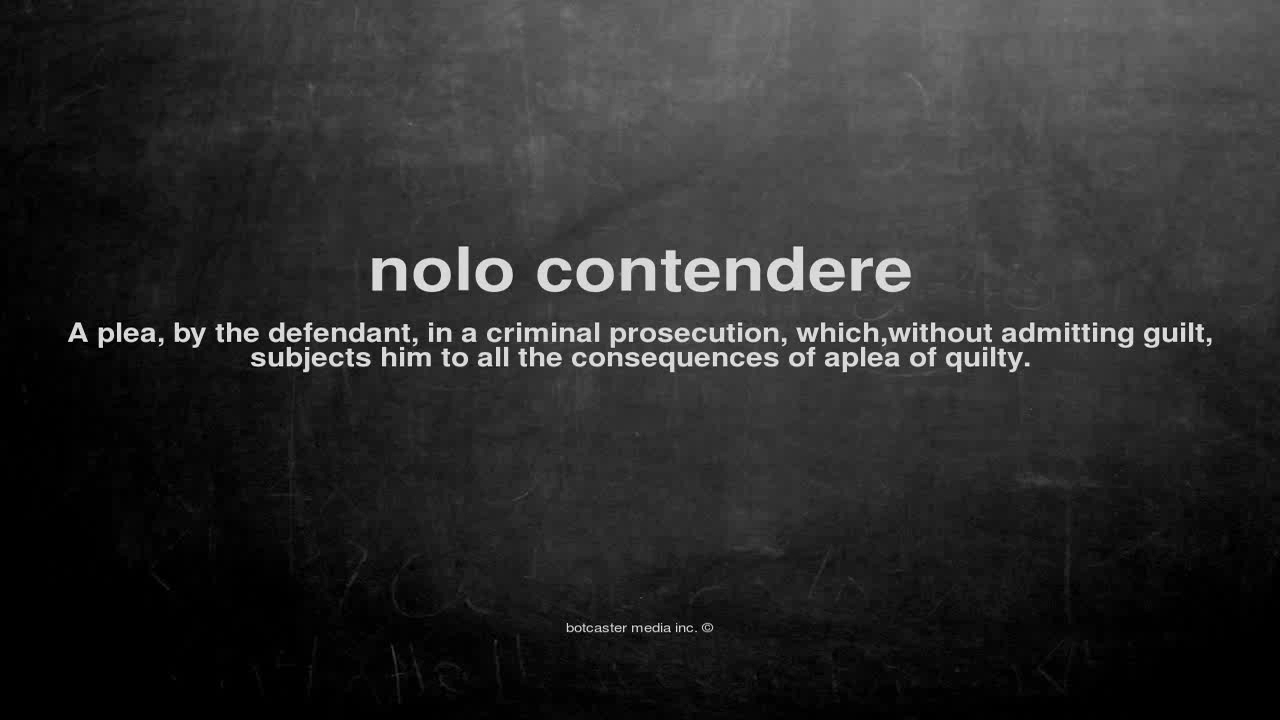 nolo contendere
A plea, by the defendant, in a criminal prosecution, which,without admitting guilt,
subjects him to all the consequences of aplea of quilty.
botcaster media inc. ©